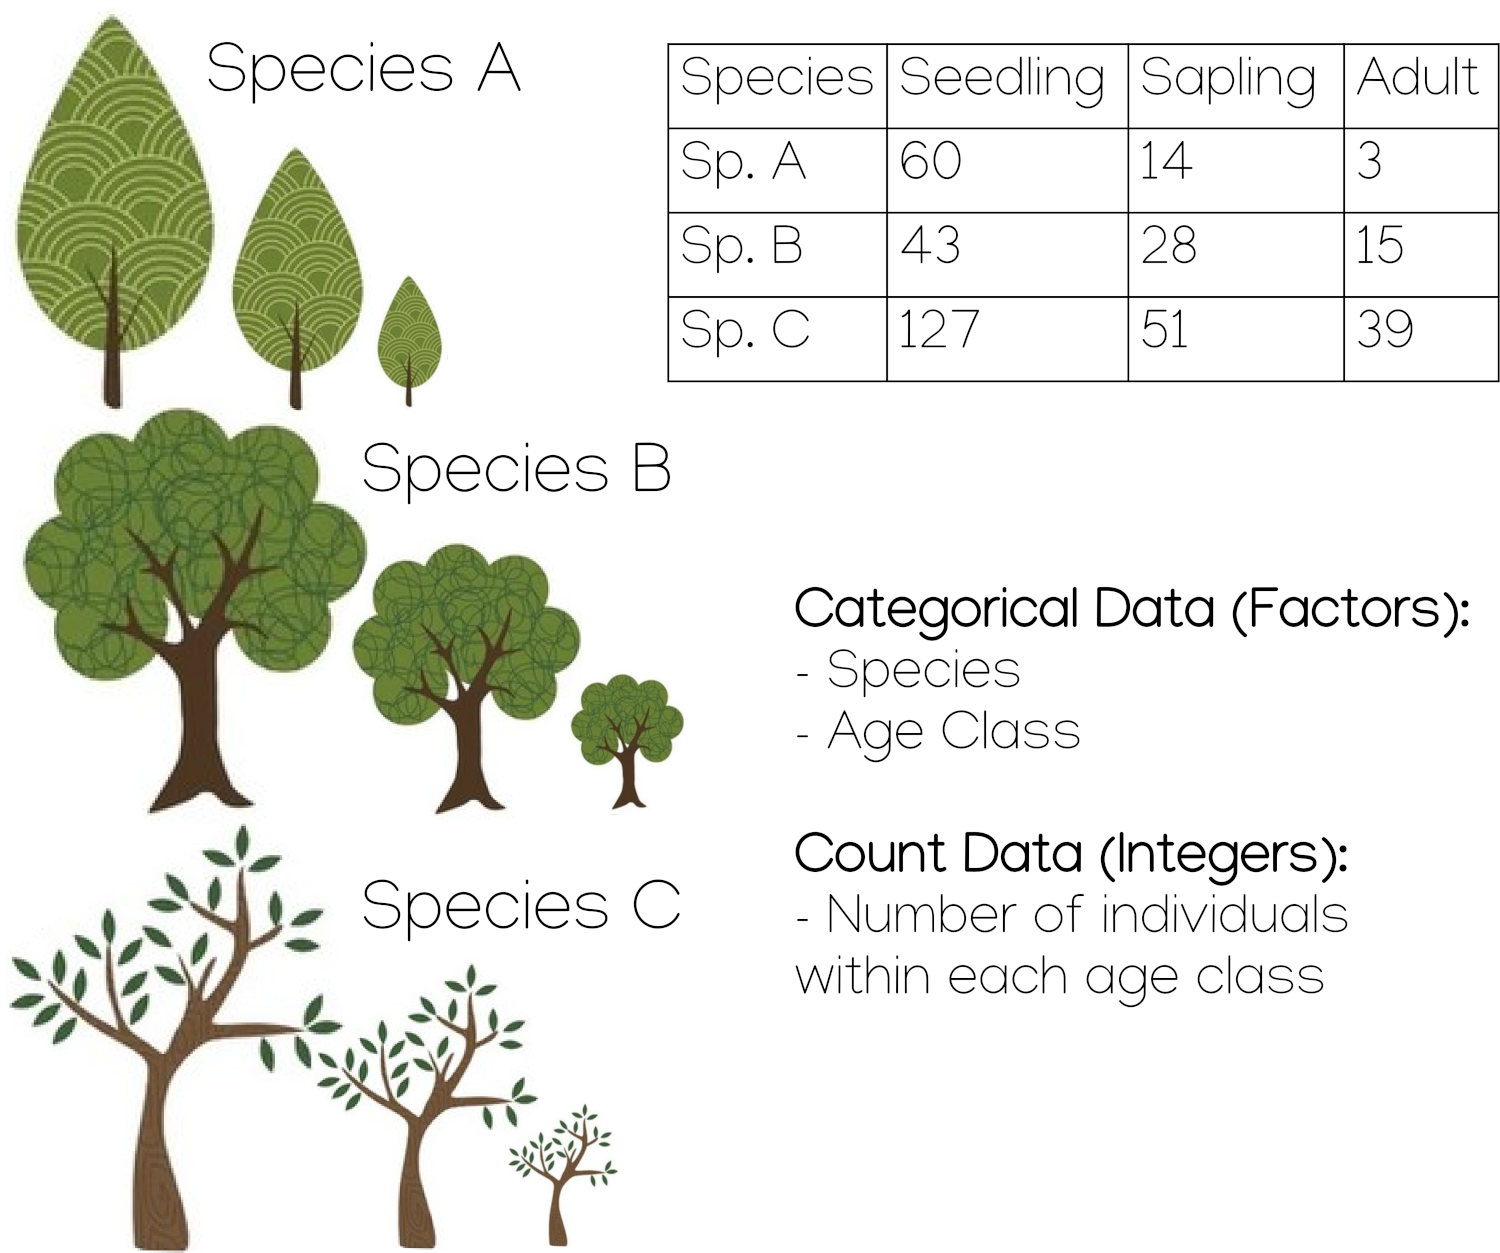 Species A
Species Seedling Sapling Adult
Sp. A 60 14 3
Sp. B 43 28 15
Sp. C 127 51 39
Species B
Categorical Data (Factors):
- Species
- Age Class
Count Data (Integers):
- Number of individuals
within each age class
Species C